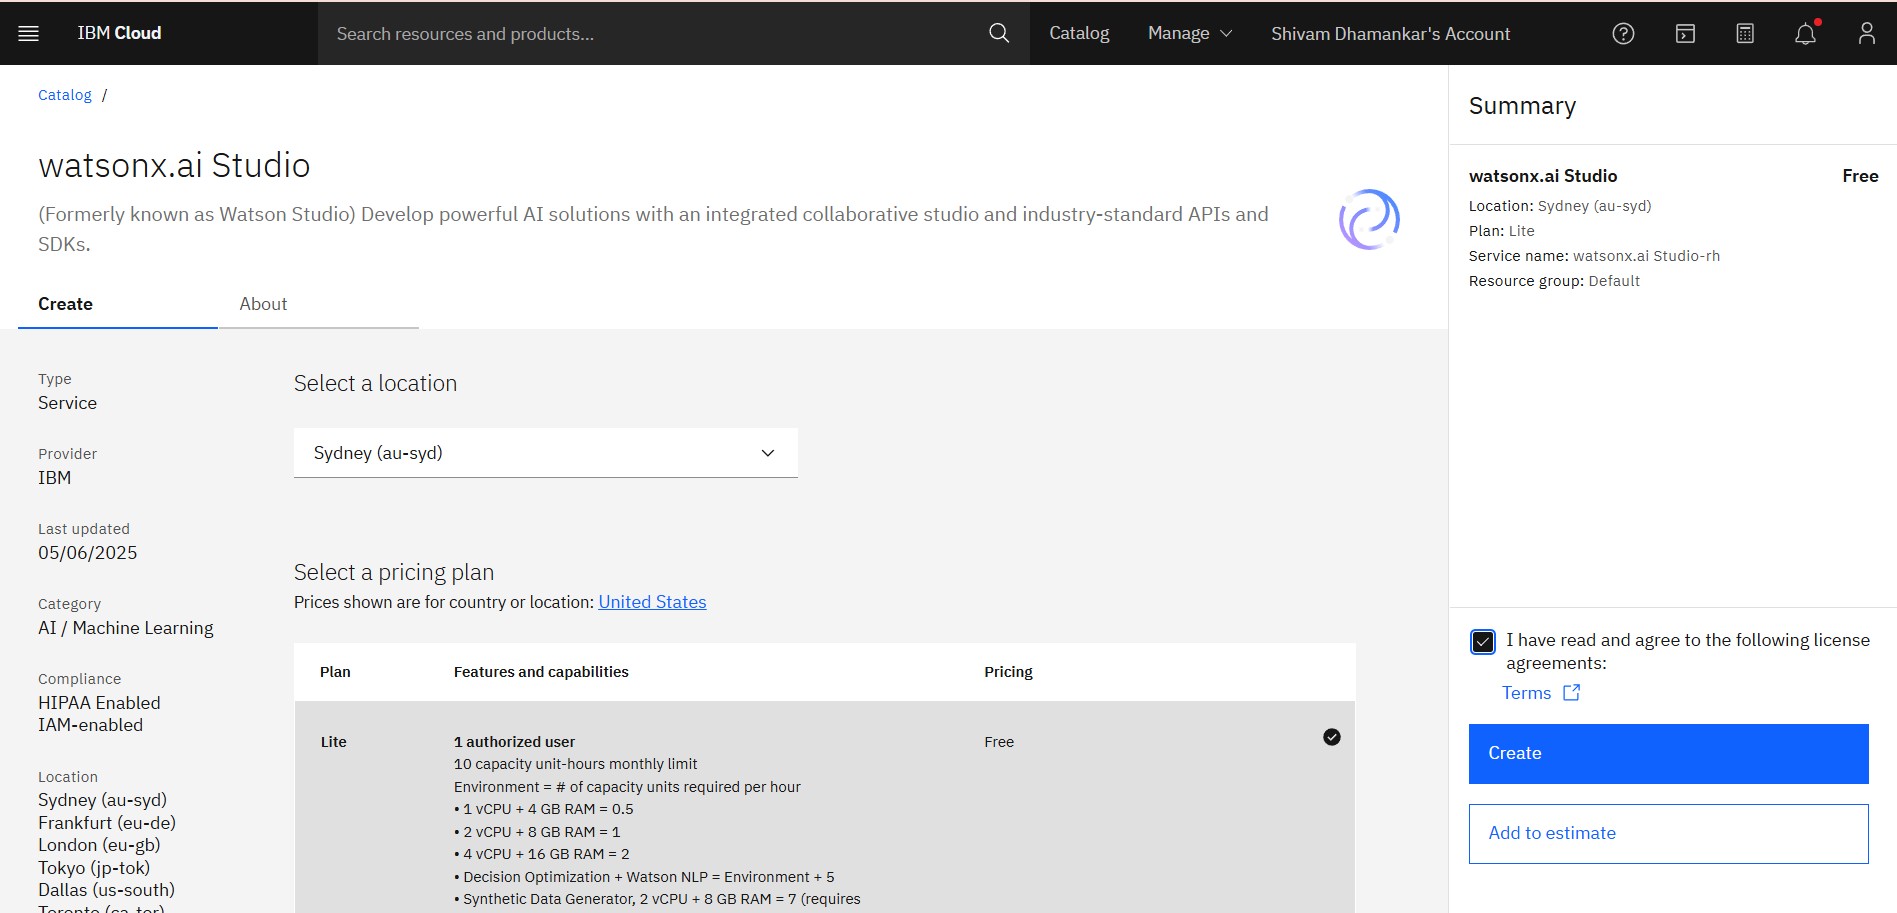 IBM Cloud
Search resources and products...
Catalog
Manage
Shivam Dhamankar's Account
Catalog /
watsonx.ai Studio
(Formerly known as Watson Studio) Develop powerful AI solutions with an integrated collaborative studio and industry-standard APIs and
SDKs.
Create
About
Type
Service
Provider
IBM
Last updated
05/06/2025
Category
AI / Machine Learning
Compliance
HIPAA Enabled
IAM-enabled
Location
Sydney (au-syd)
Frankfurt (eu-de)
London (eu-gb)
Tokyo (jp-tok)
Dallas (us-south)
Toronto (ca-tor)
Select a location
Sydney (au-syd)
Select a pricing plan
Prices shown are for country or location: United States
Plan
Features and capabilities
Pricing
Lite
1 authorized user
10 capacity unit-hours monthly limit
Environment = # of capacity units required per hour
• 1 vCPU + 4 GB RAM = 0.5
• 2 vCPU + 8 GB RAM = 1
• 4 vCPU + 16 GB RAM = 2
• Decision Optimization + Watson NLP = Environment + 5
• Synthetic Data Generator, 2 vCPU + 8 GB RAM = 7 (requires
Free
Summary
watsonx.ai Studio
Free
Location: Sydney (au-syd)
Plan: Lite
Service name: watsonx.ai Studio-rh
Resource group: Default
I have read and agree to the following license
agreements:
Terms
Create
Add to estimate